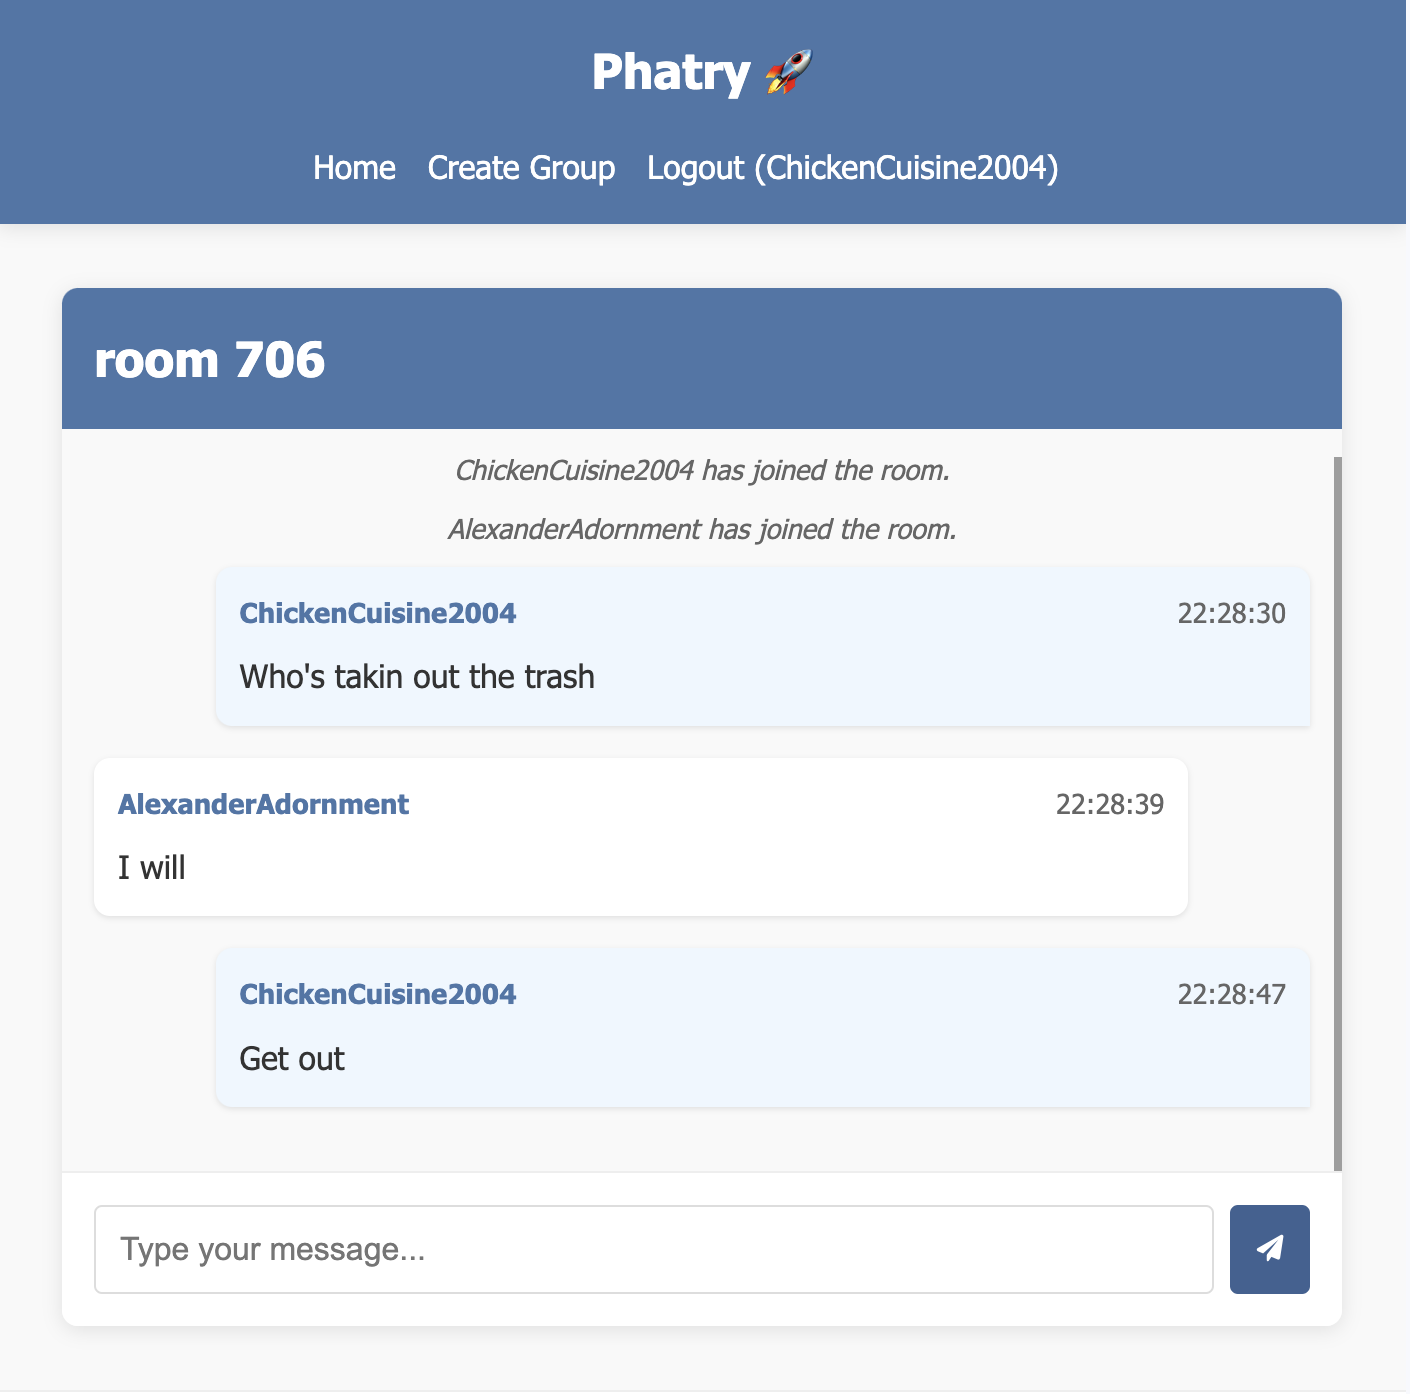 Phatry 🚀
Home Create Group Logout (ChickenCuisine2004)
room 706
ChickenCuisine2004 has joined the room.
AlexanderAdornment has joined the room.
ChickenCuisine2004 22:28:30
Who's takin out the trash
AlexanderAdornment 22:28:39
I will
ChickenCuisine2004 22:28:47
Get out
Type your message...